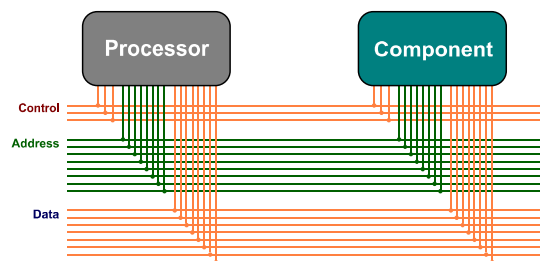 Processor
Component
Control
Address
Data